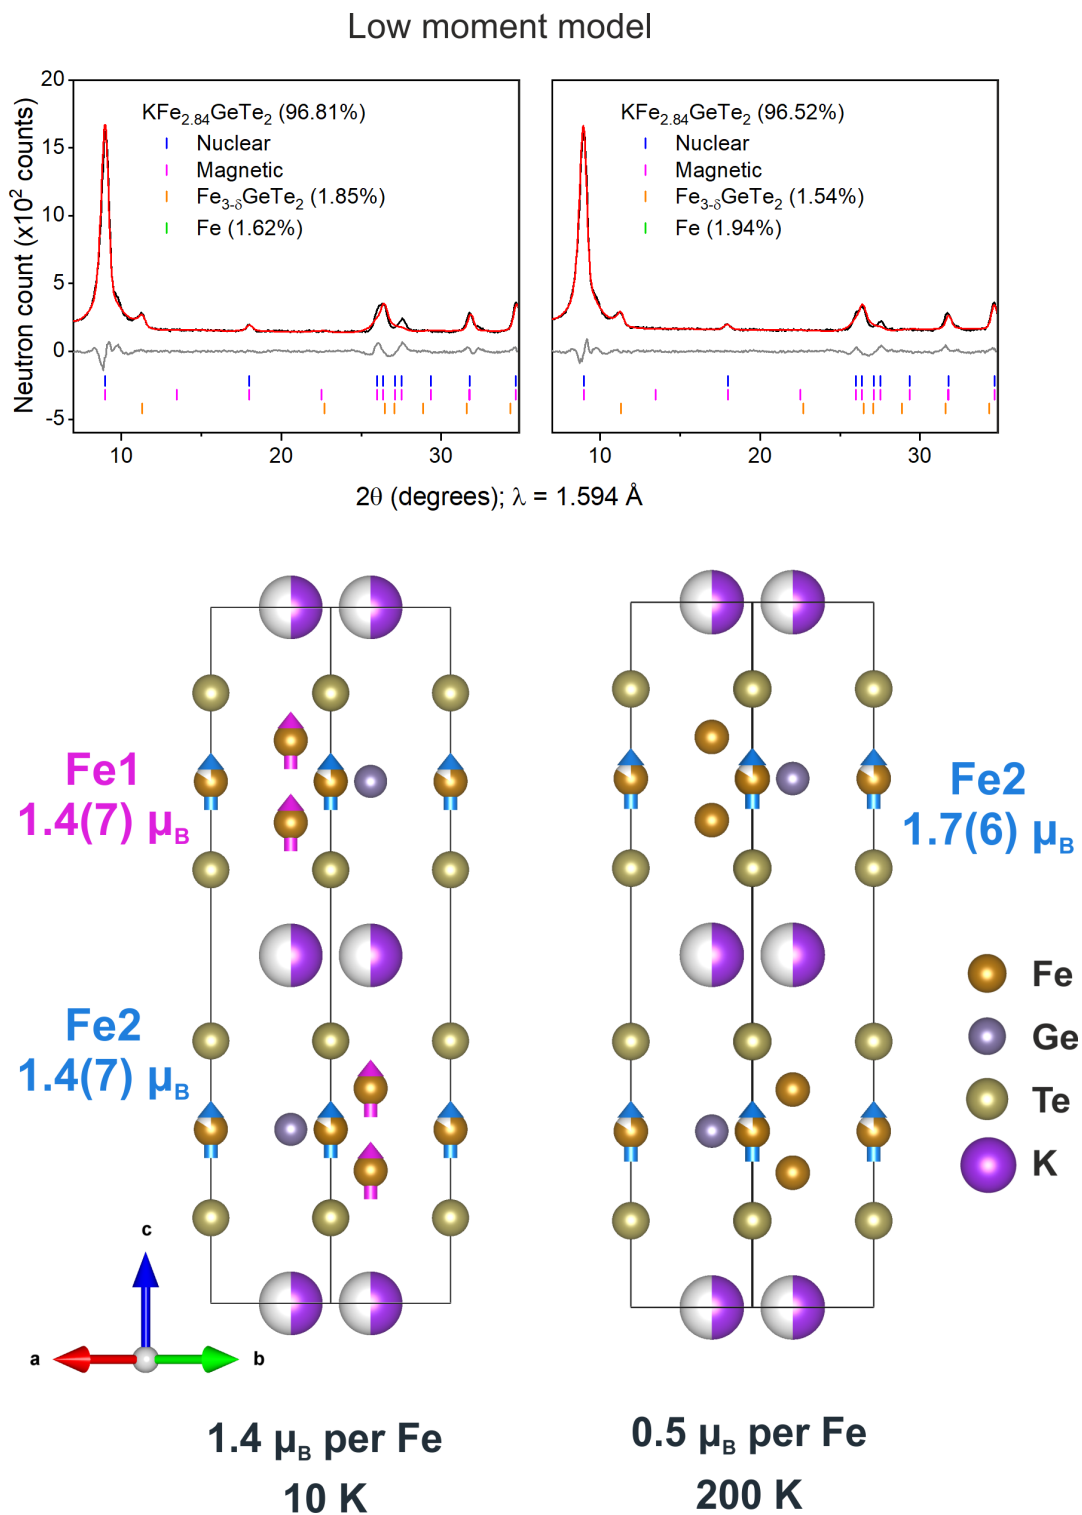 Low moment model
20
15
10
5
0
-5
Neutron count (x10² counts)
KFe₂.₈₄GeTe₂ (96.81%)
Nuclear
Magnetic
Fe₃₋δGeTe₂ (1.85%)
Fe (1.62%)
10
20
30
KFe₂.₈₄GeTe₂ (96.52%)
Nuclear
Magnetic
Fe₃₋δGeTe₂ (1.54%)
Fe (1.94%)
10
20
30
2θ (degrees); λ = 1.594 Å
Fe1
1.4(7) μB
Fe2
1.4(7) μB
Fe2
1.7(6) μB
Fe
Ge
Te
K
c
a
b
1.4 μB per Fe
10 K
0.5 μB per Fe
200 K